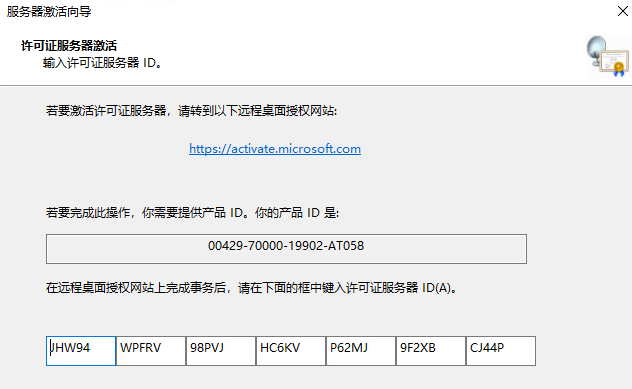 服务器激活向导
许可证服务器激活
输入许可证服务器 ID。
若要激活许可证服务器，请转到以下远程桌面授权网站:
https://activate.microsoft.com
若要完成此操作，你需要提供产品 ID。你的产品 ID 是:
00429-70000-19902-AT058
在远程桌面授权网站上完成事务后，请在下面的框中键入许可证服务器 ID(A)。
JHW94 WPFRV 98PVJ HC6KV P62MJ 9F2XB CJ44P